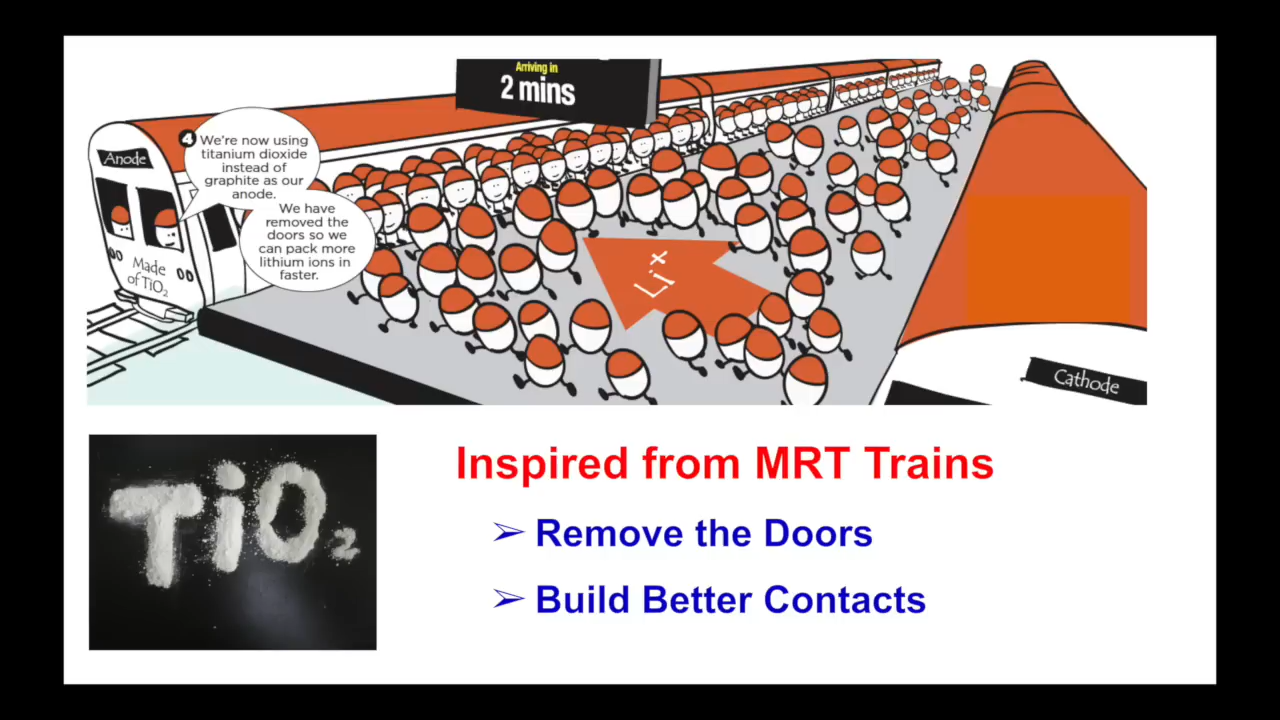 Arriving in
2 mins
Anode
4 We're now using
titanium dioxide
instead of
graphite as our
anode.
We have
removed the
doors so we
can pack more
lithium ions in
faster.
Made
of TiO₂
Li+
Cathode
TiO₂
Inspired from MRT Trains
➢ Remove the Doors
➢ Build Better Contacts